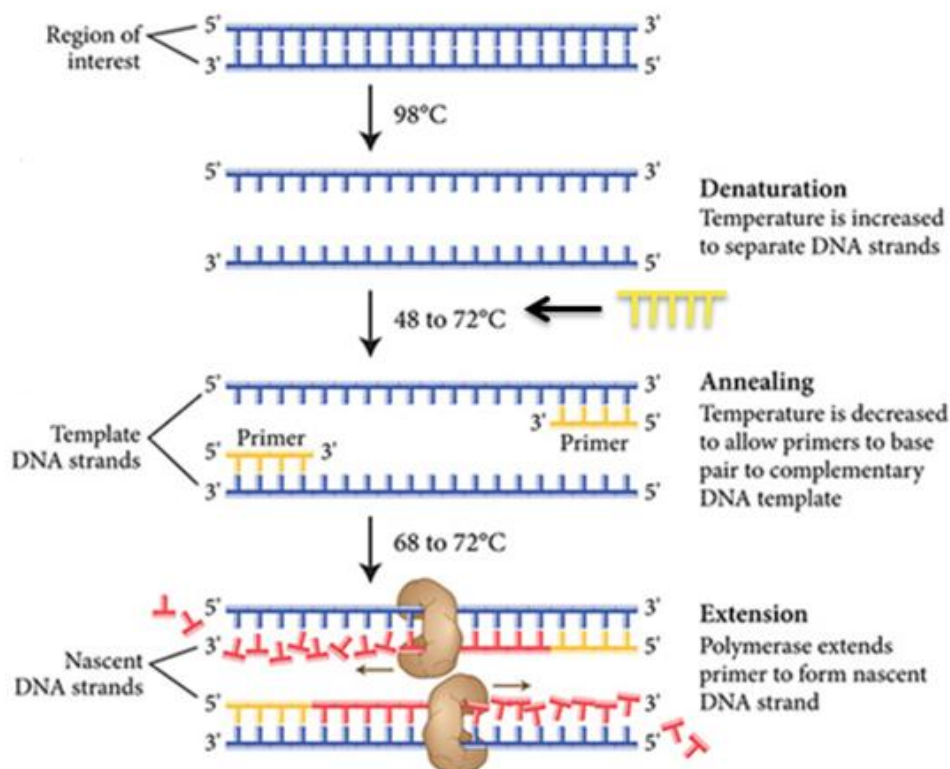 5' 3'
Region of
interest
3' 5'
98°C
5' 3'
Denaturation
Temperature is increased
to separate DNA strands
3' 5'
48 to 72°C
5' 3'
Annealing
Temperature is decreased
to allow primers to base
pair to complementary
DNA template
3' 5'
Primer
Template
DNA strands
Primer
5' 3'
3' 5'
68 to 72°C
5' 3'
Extension
Polymerase extends
primer to form nascent
DNA strand
3' 5'
Nascent
DNA strands
5' 3'
3' 5'